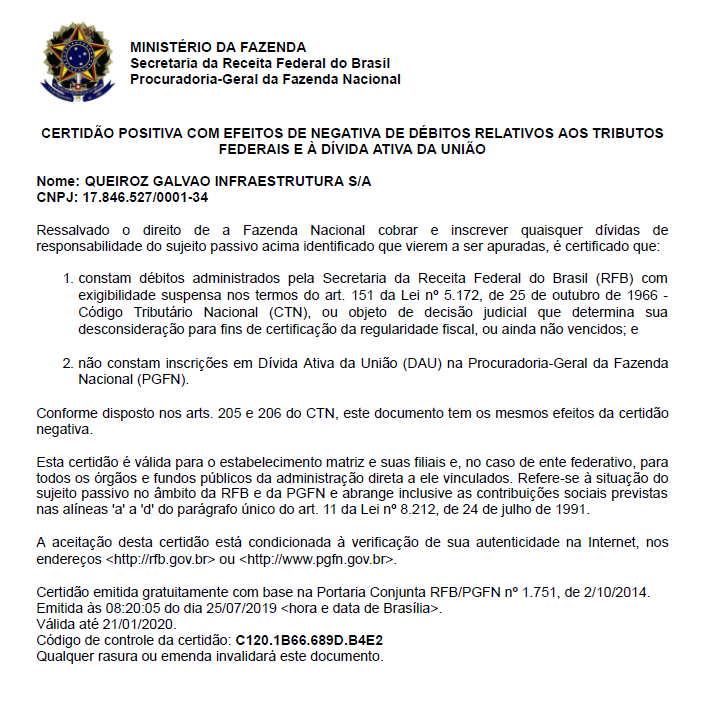 MINISTÉRIO DA FAZENDA
Secretaria da Receita Federal do Brasil
Procuradoria-Geral da Fazenda Nacional
CERTIDÃO POSITIVA COM EFEITOS DE NEGATIVA DE DÉBITOS RELATIVOS AOS TRIBUTOS
FEDERAIS E À DÍVIDA ATIVA DA UNIÃO
Nome: QUEIROZ GALVAO INFRAESTRUTURA S/A
CNPJ: 17.846.527/0001-34
Ressalvado o direito de a Fazenda Nacional cobrar e inscrever quaisquer dívidas de
responsabilidade do sujeito passivo acima identificado que vierem a ser apuradas, é certificado que:
1. constam débitos administrados pela Secretaria da Receita Federal do Brasil (RFB) com
exigibilidade suspensa nos termos do art. 151 da Lei nº 5.172, de 25 de outubro de 1966 -
Código Tributário Nacional (CTN), ou objeto de decisão judicial que determina sua
desconsideração para fins de certificação da regularidade fiscal, ou ainda não vencidos; e
2. não constam inscrições em Dívida Ativa da União (DAU) na Procuradoria-Geral da Fazenda
Nacional (PGFN).
Conforme disposto nos arts. 205 e 206 do CTN, este documento tem os mesmos efeitos da certidão
negativa.
Esta certidão é válida para o estabelecimento matriz e suas filiais e, no caso de ente federativo, para
todos os órgãos e fundos públicos da administração direta a ele vinculados. Refere-se à situação do
sujeito passivo no âmbito da RFB e da PGFN e abrange inclusive as contribuições sociais previstas
nas alíneas 'a' a 'd' do parágrafo único do art. 11 da Lei nº 8.212, de 24 de julho de 1991.
A aceitação desta certidão está condicionada à verificação de sua autenticidade na Internet, nos
endereços <http://rfb.gov.br> ou <http://www.pgfn.gov.br>.
Certidão emitida gratuitamente com base na Portaria Conjunta RFB/PGFN nº 1.751, de 2/10/2014.
Emitida às 08:20:05 do dia 25/07/2019 <hora e data de Brasília>.
Válida até 21/01/2020.
Código de controle da certidão: C120.1B66.689D.B4E2
Qualquer rasura ou emenda invalidará este documento.